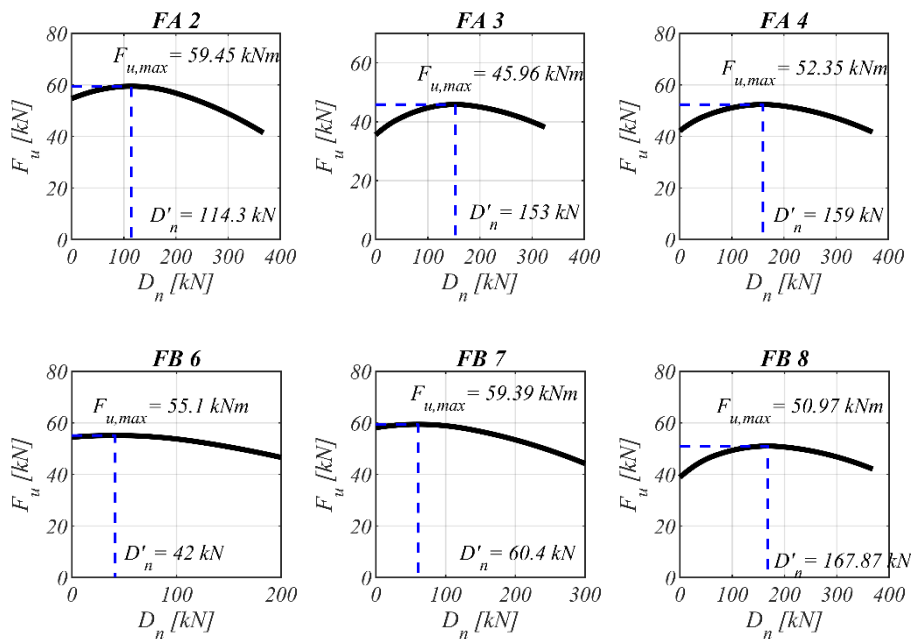 FA 2
80
60
40
20
0
F_u [kN]
F_u,max = 59.45 kNm
D'_n = 114.3 kN
0 100 200 300 400
D_n [kN]
FA 3
60
40
20
0
F_u [kN]
F_u,max = 45.96 kNm
D'_n = 153 kN
0 100 200 300 400
D_n [kN]
FA 4
80
60
40
20
0
F_u [kN]
F_u,max = 52.35 kNm
D'_n = 159 kN
0 100 200 300 400
D_n [kN]
FB 6
80
60
40
20
0
F_u [kN]
F_u,max = 55.1 kNm
D'_n = 42 kN
0 100 200
D_n [kN]
FB 7
80
60
40
20
0
F_u [kN]
F_u,max = 59.39 kNm
D'_n = 60.4 kN
0 100 200 300
D_n [kN]
FB 8
80
60
40
20
0
F_u [kN]
F_u,max = 50.97 kNm
D'_n = 167.87 kN
0 100 200 300 400
D_n [kN]